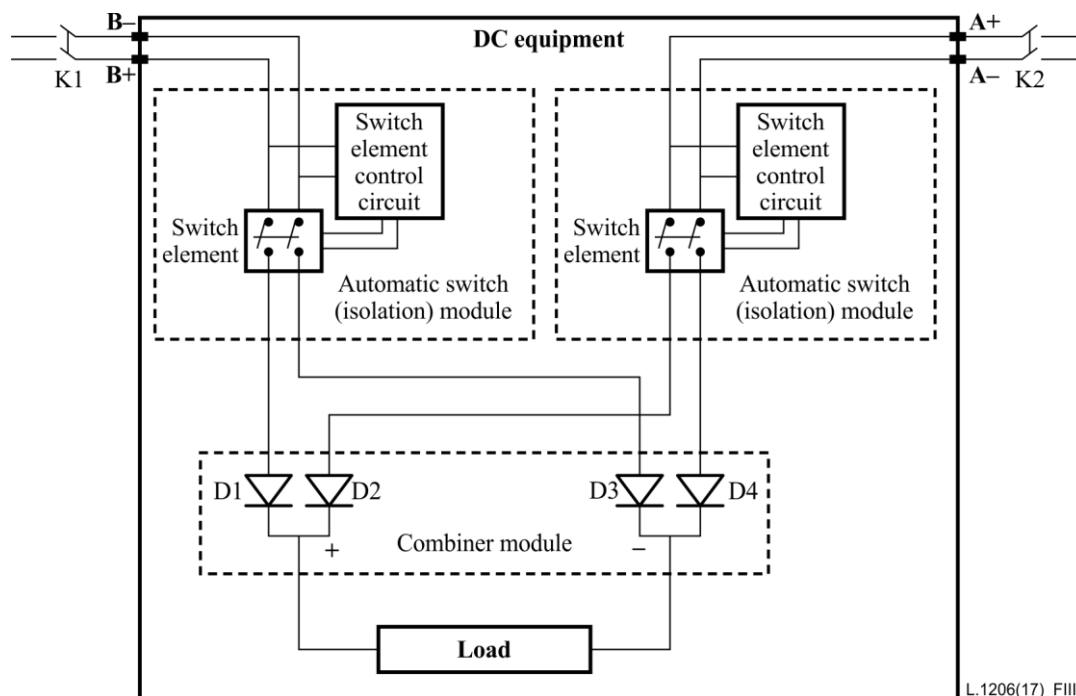 B–
DC equipment
A+
K1
B+
A–
K2
Switch
element
control
circuit
Switch
element
control
circuit
Switch
element
Switch
element
Automatic switch
(isolation) module
Automatic switch
(isolation) module
D1
D2
D3
D4
+
Combiner module
–
Load
L.1206(17)_FIII